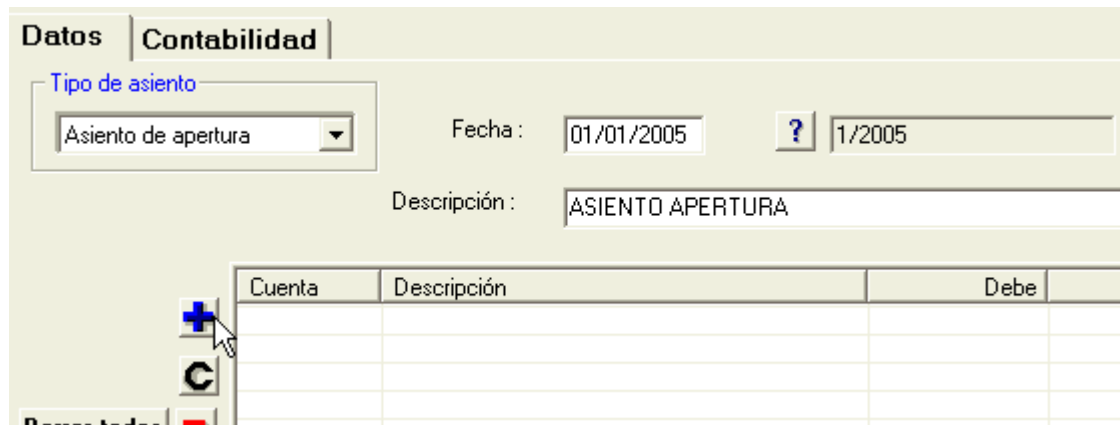 Datos Contabilidad
Tipo de asiento
Asiento de apertura Fecha : 01/01/2005 ? 1/2005
Descripción : ASIENTO APERTURA
Cuenta Descripción Debe
C